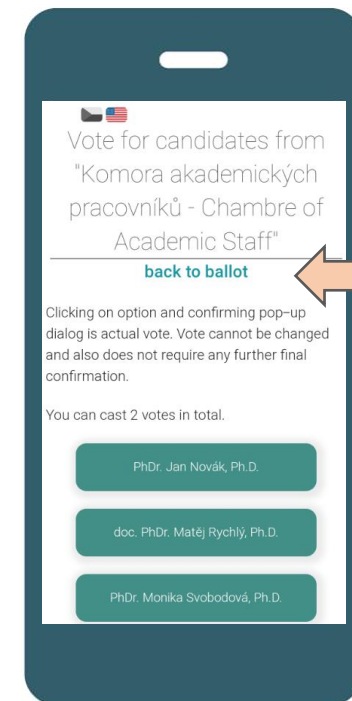 Vote for candidates from
"Komora akademických
pracovníků - Chambre of
Academic Staff"
back to ballot
Clicking on option and confirming pop-up
dialog is actual vote. Vote cannot be changed
and also does not require any further final
confirmation.
You can cast 2 votes in total.
PhDr. Jan Novák, Ph.D.
doc. PhDr. Matěj Rychlý, Ph.D.
PhDr. Monika Svobodová, Ph.D.